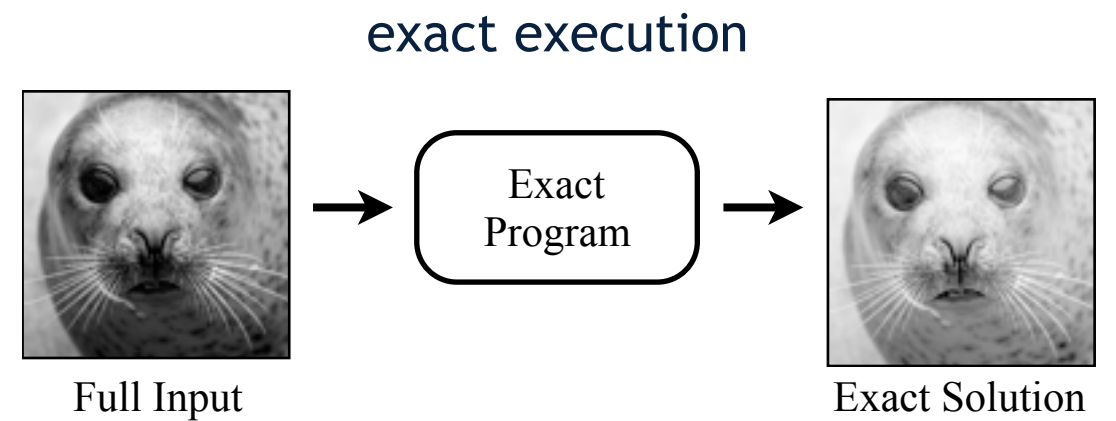 exact execution
Exact
Program
Full Input
Exact Solution